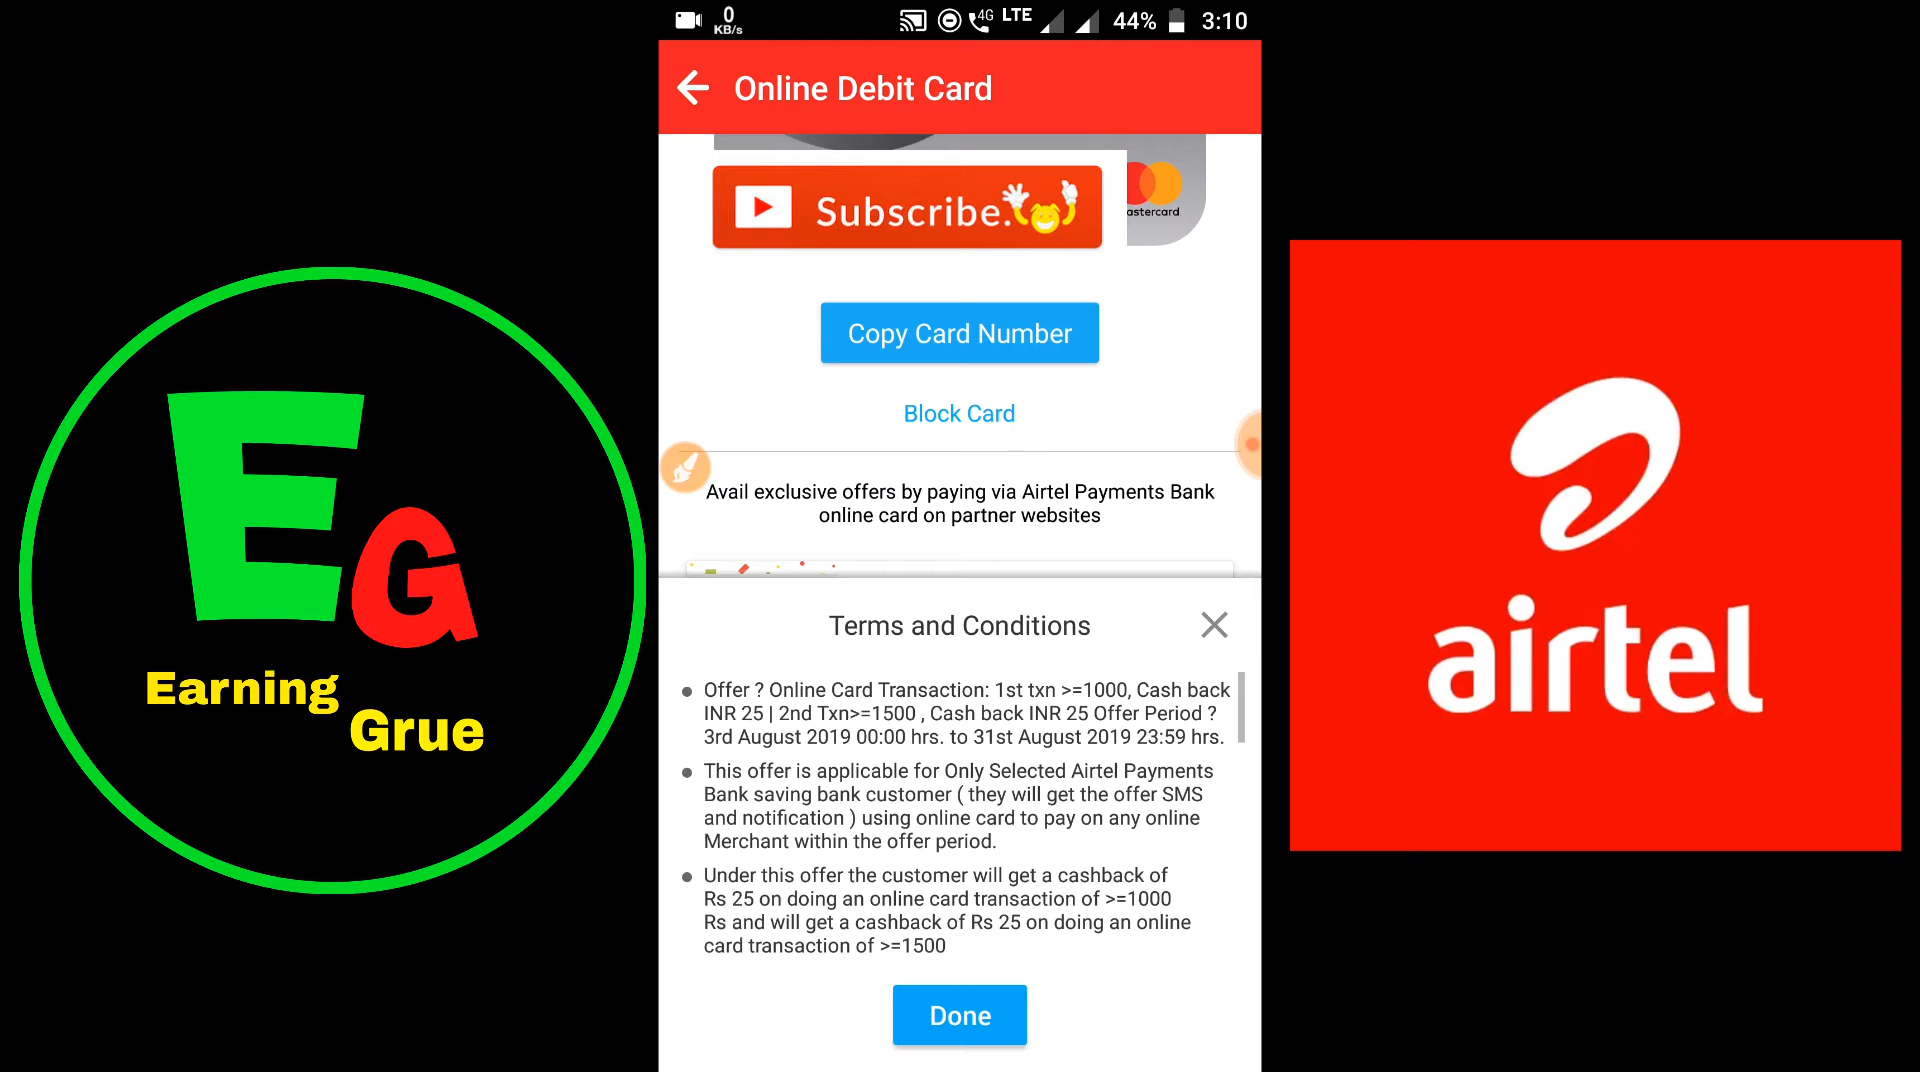 0
KB/s
4G LTE 44% 3:10
Online Debit Card
Subscribe.
astercard
Copy Card Number
Block Card
Avail exclusive offers by paying via Airtel Payments Bank
online card on partner websites
Terms and Conditions
Offer ? Online Card Transaction: 1st txn >=1000, Cash back
INR 25 | 2nd Txn>=1500 , Cash back INR 25 Offer Period ?
3rd August 2019 00:00 hrs. to 31st August 2019 23:59 hrs.
This offer is applicable for Only Selected Airtel Payments
Bank saving bank customer ( they will get the offer SMS
and notification ) using online card to pay on any online
Merchant within the offer period.
Under this offer the customer will get a cashback of
Rs 25 on doing an online card transaction of >=1000
Rs and will get a cashback of Rs 25 on doing an online
card transaction of >=1500
Done
EG
Earning
Grue
airtel